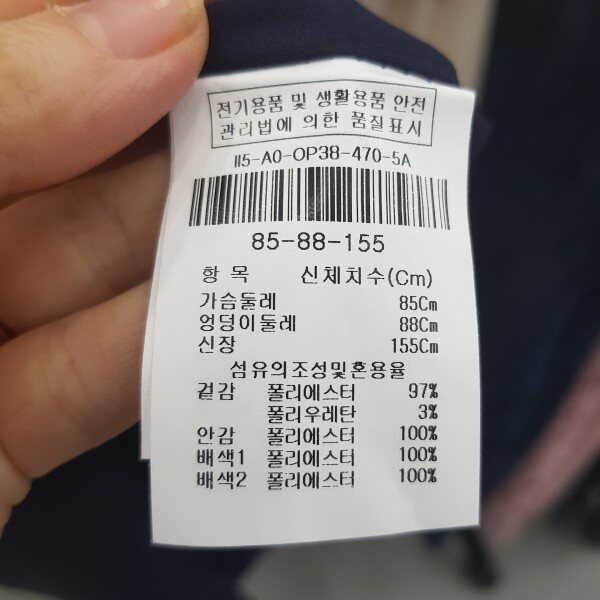 전기용품 및 생활용품 안전
관리법에 의한 품질표시
II5-A0-OP38-470-5A
85-88-155
항 목 신체치수(Cm)
가슴둘레 85Cm
엉덩이둘레 88Cm
신장 155Cm
섬유의조성및혼용율
겉감 폴리에스터 97%
폴리우레탄 3%
안감 폴리에스터 100%
배색1 폴리에스터 100%
배색2 폴리에스터 100%